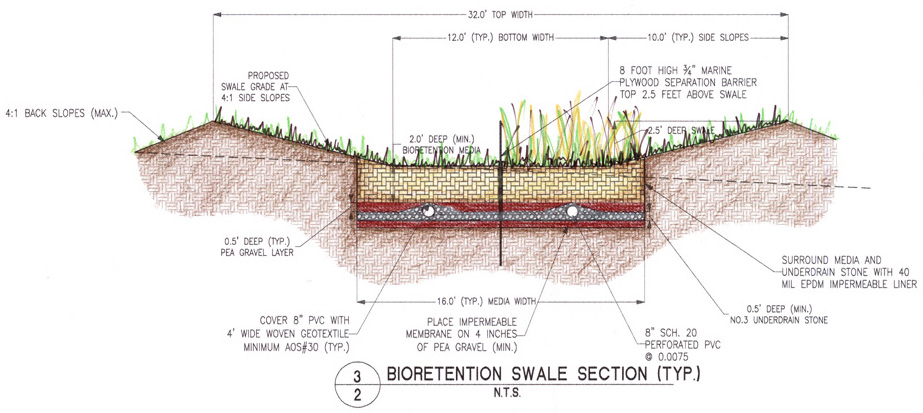 32.0' TOP WIDTH
12.0' (TYP.) BOTTOM WIDTH
10.0' (TYP.) SIDE SLOPES
PROPOSED
SWALE GRADE AT
4:1 SIDE SLOPES
8 FOOT HIGH ¾" MARINE
PLYWOOD SEPARATION BARRIER
TOP 2.5 FEET ABOVE SWALE
4:1 BACK SLOPES (MAX.)
2.0' DEEP (MIN.)
BIORETENTION MEDIA
2.5' DEEP SWALE
0.5' DEEP (TYP.)
PEA GRAVEL LAYER
SURROUND MEDIA AND
UNDERDRAIN STONE WITH 40
MIL EPDM IMPERMEABLE LINER
16.0' (TYP.) MEDIA WIDTH
0.5' DEEP (MIN.)
NO.3 UNDERDRAIN STONE
COVER 8" PVC WITH
4' WIDE WOVEN GEOTEXTILE
MINIMUM AOS#30 (TYP.)
PLACE IMPERMEABLE
MEMBRANE ON 4 INCHES
OF PEA GRAVEL (MIN.)
8" SCH. 20
PERFORATED PVC
@ 0.0075
3
2
BIORETENTION SWALE SECTION (TYP.)
N.T.S.